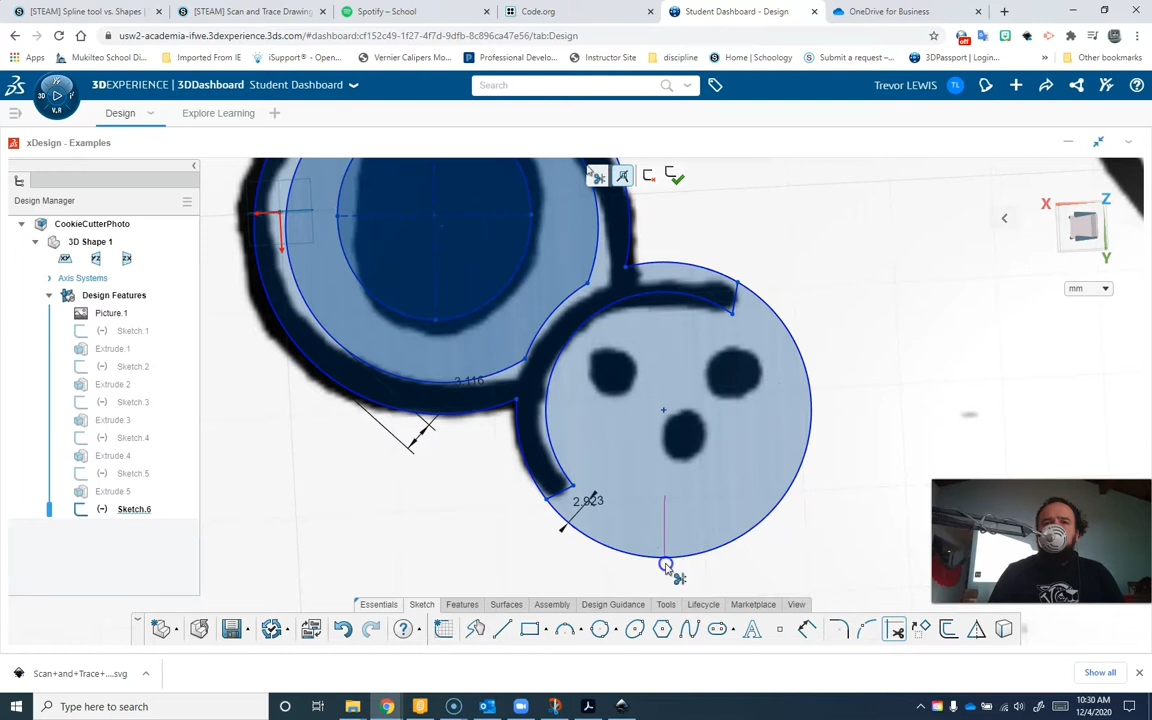 [STEAM] Spline tool vs. Shapes |
[STEAM] Scan and Trace Drawing
Spotify – School
Code.org
Student Dashboard - Design
OneDrive for Business
usw2-academia-ifwe.3dexperience.3ds.com/#dashboard:cf152c49-1f27-4f7d-9dfb-8c896ca47e56/tab:Design
Apps
Mukilteo School Di...
Imported From IE
iSupport® - Open...
Vernier Calipers Mo...
Professional Develo...
Instructor Site
discipline
Home | Schoology
Submit a request –...
3DPassport | Login...
Other bookmarks
3DEXPERIENCE | 3DDashboard Student Dashboard
Search
Trevor LEWIS
TL
Design
Explore Learning
xDesign - Examples
Design Manager
CookieCutterPhoto
3D Shape 1
Axis Systems
Design Features
Picture.1
(-) Sketch.1
Extrude.1
(-) Sketch.2
Extrude.2
(-) Sketch.3
Extrude.3
(-) Sketch.4
Extrude.4
(-) Sketch.5
Extrude.5
(-) Sketch.6
X
Z
Y
mm
3.116
2.923
Essentials
Sketch
Features
Surfaces
Assembly
Design Guidance
Tools
Lifecycle
Marketplace
View
Scan+and+Trace+....svg
Show all
Type here to search
10:30 AM
12/4/2020